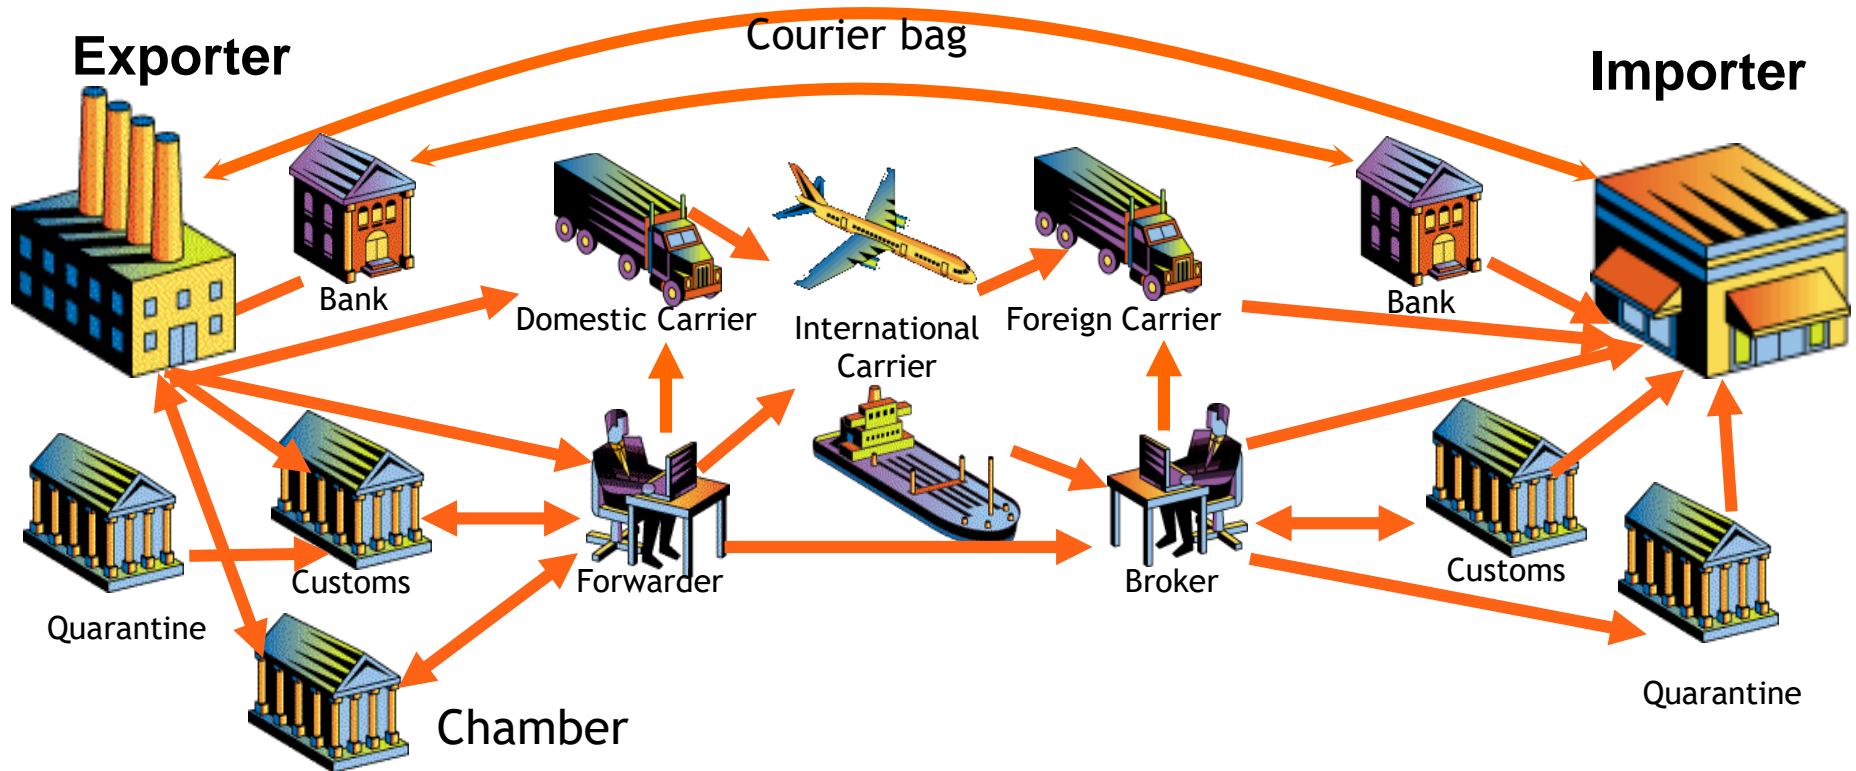 Courier bag
Exporter
Importer
Bank
Domestic Carrier
International
Carrier
Foreign Carrier
Bank
Quarantine
Customs
Forwarder
Broker
Customs
Quarantine
Chamber